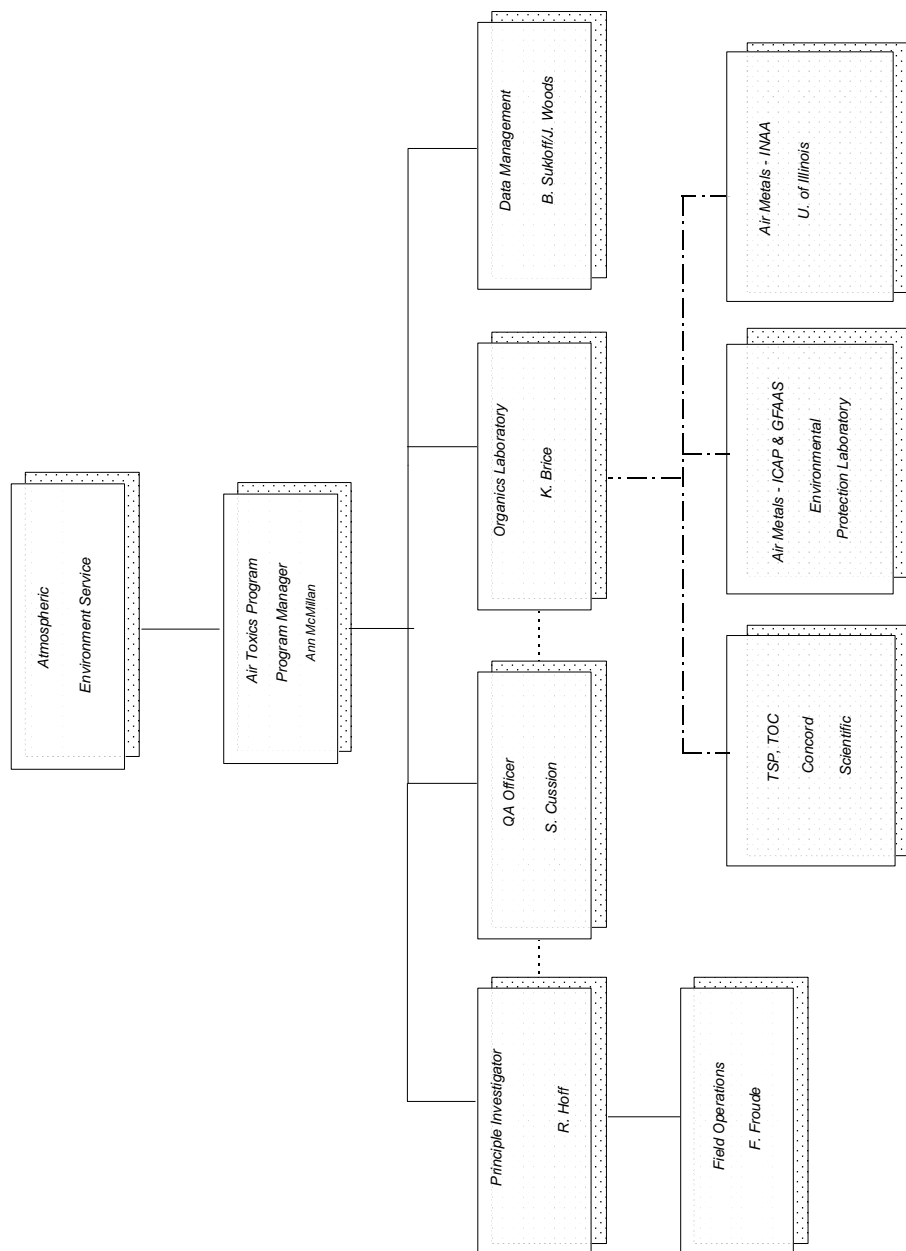 Atmospheric
Environment Service
Air Toxics Program
Program Manager
Ann McMillan
Principle Investigator
R. Hoff
QA Officer
S. Cussion
Organics Laboratory
K. Brice
Data Management
B. Sukloff/J. Woods
Field Operations
F. Froude
TSP, TOC
Concord
Scientific
Air Metals - ICAP & GFAAS
Environmental
Protection Laboratory
Air Metals - INAA
U. of Illinois